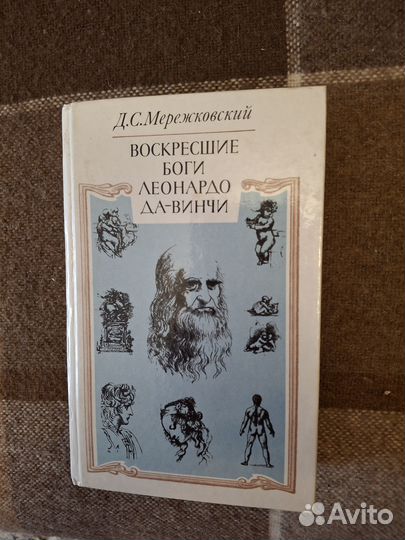 Д.С.Мережковский
ВОСКРЕСШИЕ
БОГИ
ЛЕОНАРДО
ДА-ВИНЧИ
Avito